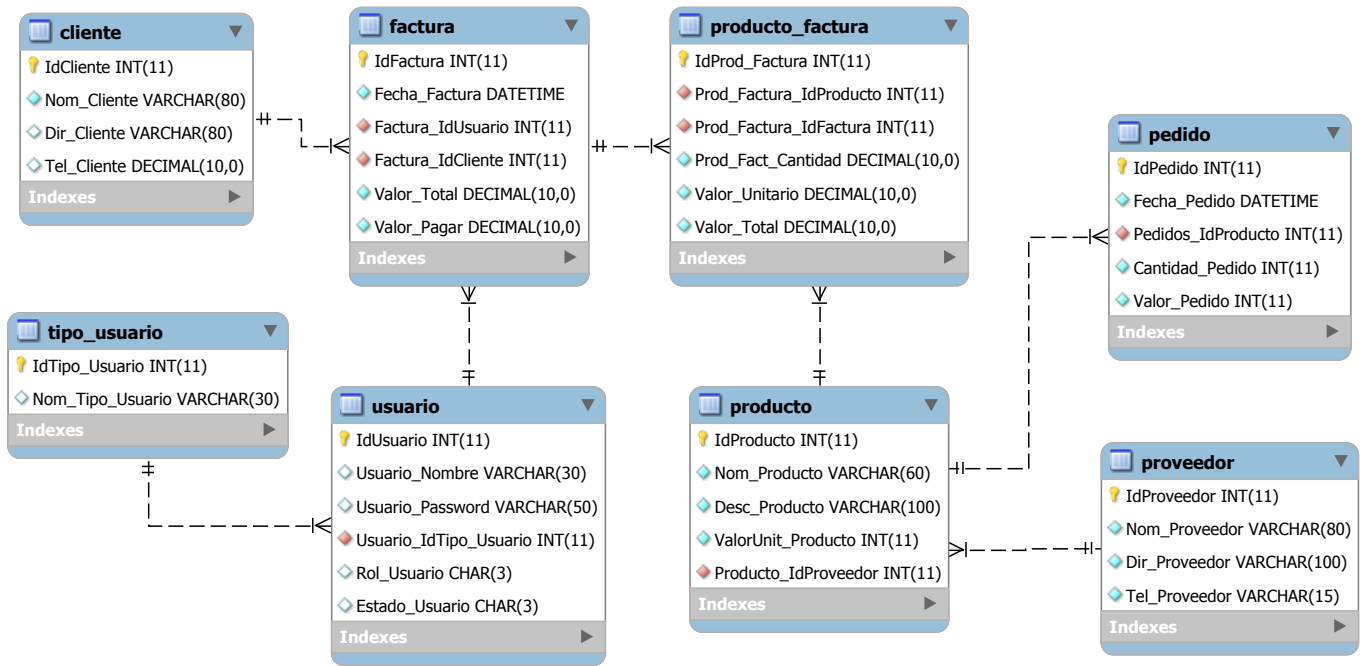 cliente
IdCliente INT(11)
Nom_Cliente VARCHAR(80)
Dir_Cliente VARCHAR(80)
Tel_Cliente DECIMAL(10,0)
Indexes
factura
IdFactura INT(11)
Fecha_Factura DATETIME
Factura_IdUsuario INT(11)
Factura_IdCliente INT(11)
Valor_Total DECIMAL(10,0)
Valor_Pagar DECIMAL(10,0)
Indexes
producto_factura
IdProd_Factura INT(11)
Prod_Factura_IdProducto INT(11)
Prod_Factura_IdFactura INT(11)
Prod_Fact_Cantidad DECIMAL(10,0)
Valor_Unitario DECIMAL(10,0)
Valor_Total DECIMAL(10,0)
Indexes
pedido
IdPedido INT(11)
Fecha_Pedido DATETIME
Pedidos_IdProducto INT(11)
Cantidad_Pedido INT(11)
Valor_Pedido INT(11)
Indexes
tipo_usuario
IdTipo_Usuario INT(11)
Nom_Tipo_Usuario VARCHAR(30)
Indexes
usuario
IdUsuario INT(11)
Usuario_Nombre VARCHAR(30)
Usuario_Password VARCHAR(50)
Usuario_IdTipo_Usuario INT(11)
Rol_Usuario CHAR(3)
Estado_Usuario CHAR(3)
Indexes
producto
IdProducto INT(11)
Nom_Producto VARCHAR(60)
Desc_Producto VARCHAR(100)
ValorUnit_Producto INT(11)
Producto_IdProveedor INT(11)
Indexes
proveedor
IdProveedor INT(11)
Nom_Proveedor VARCHAR(80)
Dir_Proveedor VARCHAR(100)
Tel_Proveedor VARCHAR(15)
Indexes